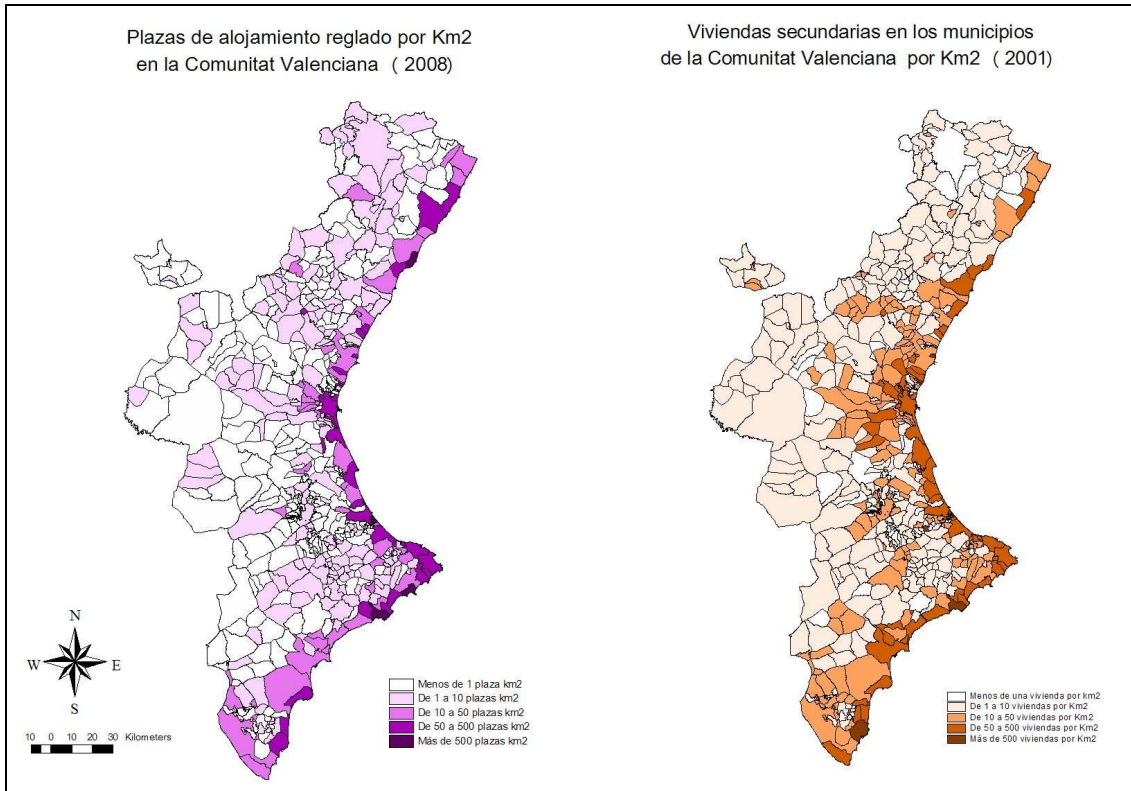 Plazas de alojamiento reglado por Km2
en la Comunitat Valenciana ( 2008)
Viviendas secundarias en los municipios
de la Comunitat Valenciana por Km2 ( 2001)
N
W E
S
10 0 10 20 30 Kilometers
Menos de 1 plaza km2
De 1 a 10 plazas km2
De 10 a 50 plazas km2
De 50 a 500 plazas km2
Más de 500 plazas km2
Menos de una vivienda por km2
De 1 a 10 viviendas por Km2
De 10 a 50 viviendas por Km2
De 50 a 500 viviendas por Km2
Más de 500 viviendas por Km2